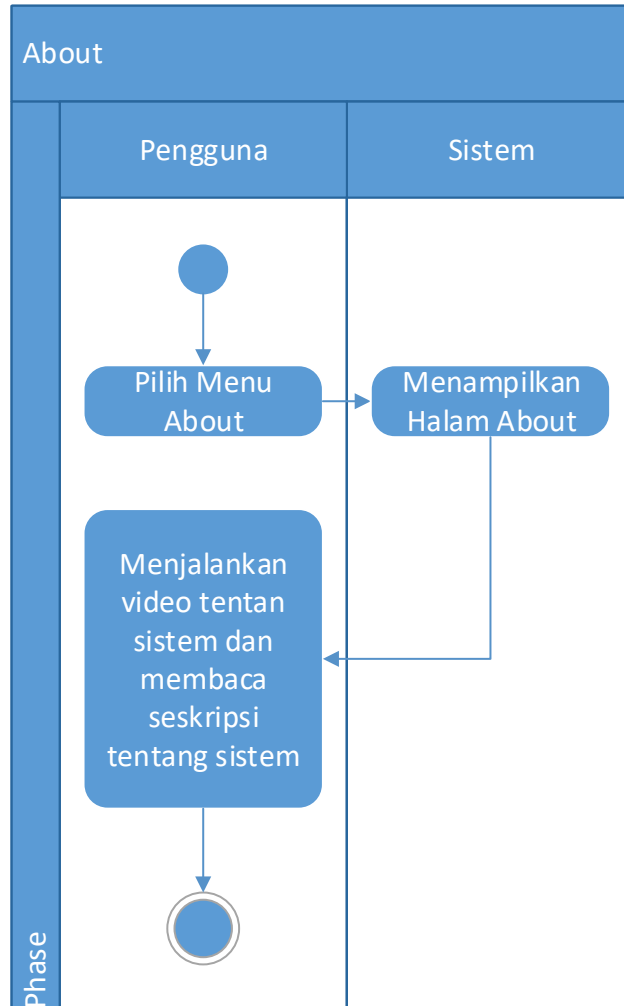 About
Pengguna
Sistem
Pilih Menu
About
Menampilkan
Halam About
Menjalankan
video tentan
sistem dan
membaca
seskripsi
tentang sistem
Phase